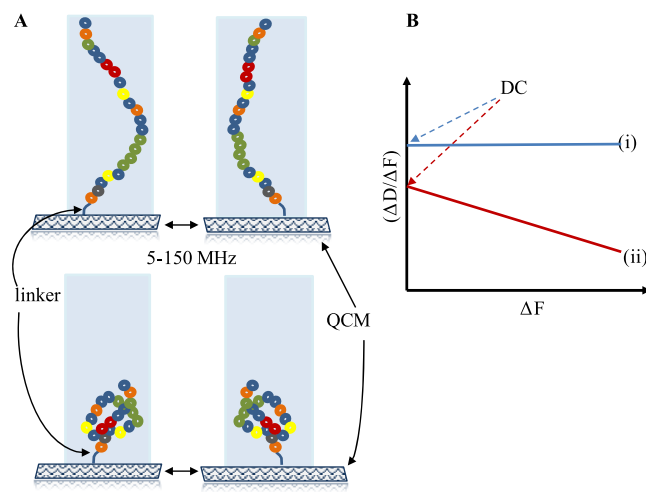 A
B
DC
(i)
(ΔD/ΔF)
5-150 MHz
(ii)
linker
QCM
ΔF